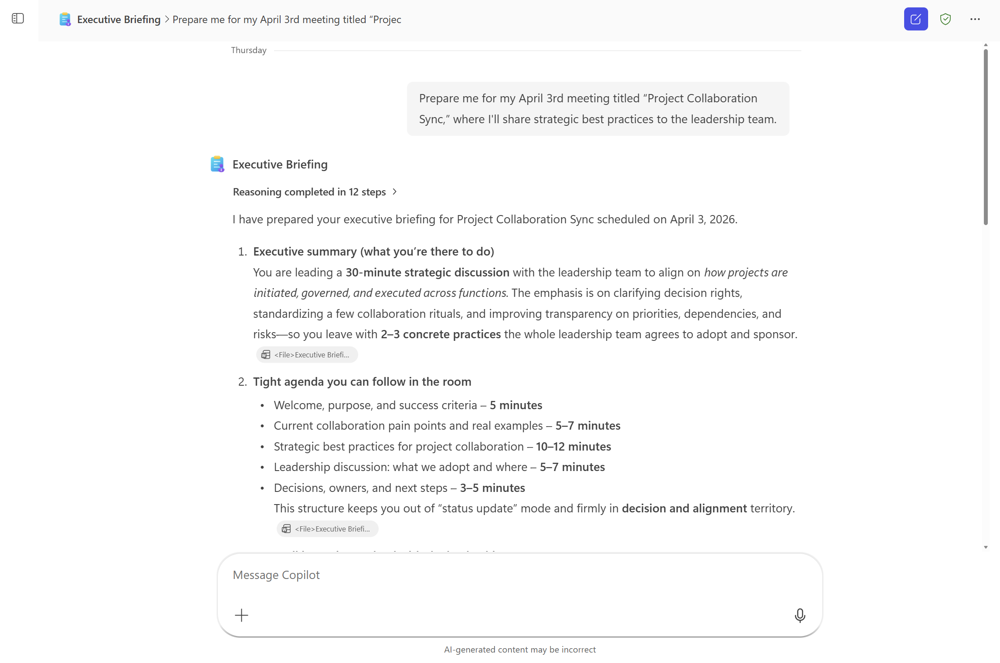 Executive Briefing > Prepare me for my April 3rd meeting titled “Projec
Thursday
Prepare me for my April 3rd meeting titled “Project Collaboration
Sync,” where I'll share strategic best practices to the leadership team.
Executive Briefing
Reasoning completed in 12 steps >
I have prepared your executive briefing for Project Collaboration Sync scheduled on April 3, 2026.
1. Executive summary (what you’re there to do)
You are leading a 30-minute strategic discussion with the leadership team to align on how projects are
initiated, governed, and executed across functions. The emphasis is on clarifying decision rights,
standardizing a few collaboration rituals, and improving transparency on priorities, dependencies, and
risks—so you leave with 2–3 concrete practices the whole leadership team agrees to adopt and sponsor.
<File>Executive Briefi...
2. Tight agenda you can follow in the room
• Welcome, purpose, and success criteria – 5 minutes
• Current collaboration pain points and real examples – 5–7 minutes
• Strategic best practices for project collaboration – 10–12 minutes
• Leadership discussion: what we adopt and where – 5–7 minutes
• Decisions, owners, and next steps – 3–5 minutes
This structure keeps you out of “status update” mode and firmly in decision and alignment territory.
<File>Executive Briefi...
Message Copilot
AI-generated content may be incorrect